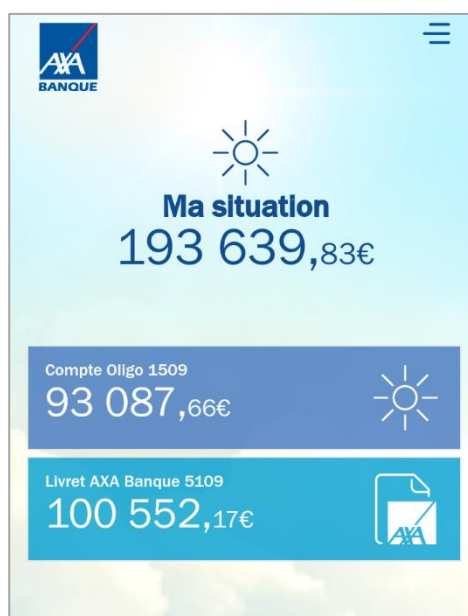 AXA
BANQUE
Ma situation
193 639,83€
Compte Oligo 1509
93 087,66€
Livret AXA Banque 5109
100 552,17€
AXA